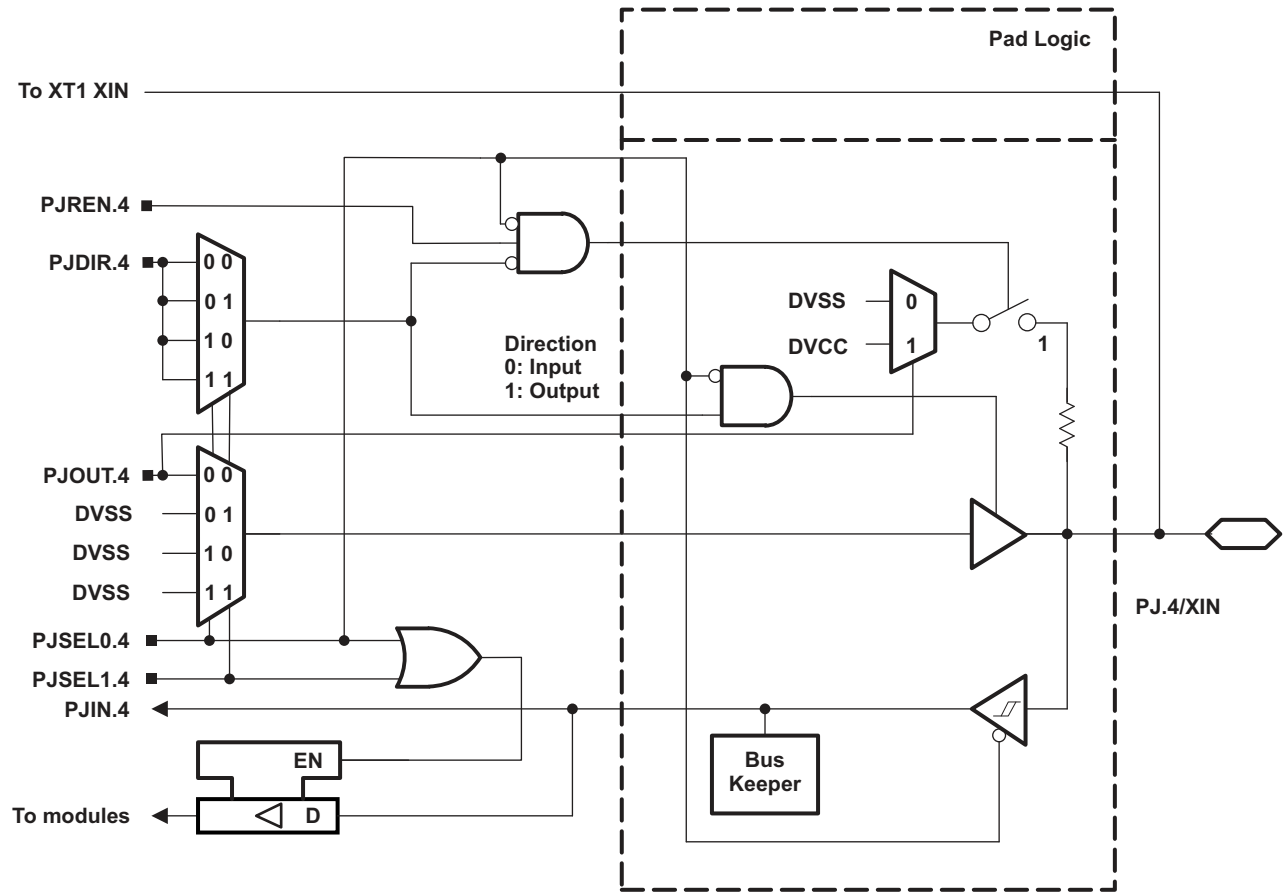 Pad Logic
To XT1 XIN
PJREN.4
PJDIR.4
0 0
0 1
1 0
1 1
Direction
0: Input
1: Output
DVSS
0
DVCC
1
1
PJOUT.4
0 0
DVSS
0 1
DVSS
1 0
DVSS
1 1
PJ.4/XIN
PJSEL0.4
PJSEL1.4
PJIN.4
EN
Bus
Keeper
To modules
D